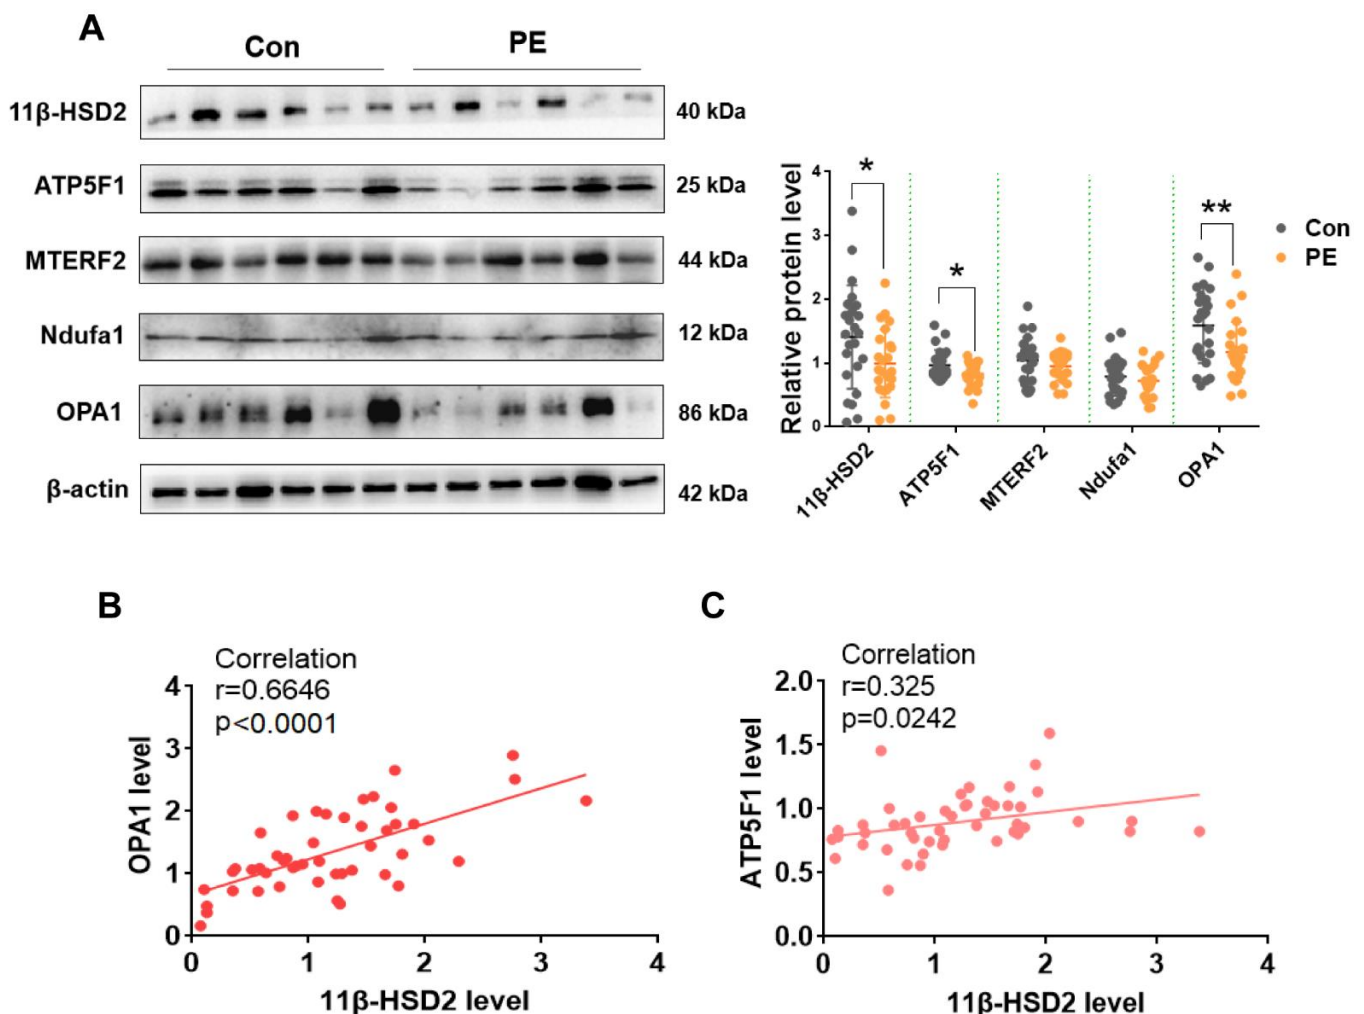 A
Con
PE
11β-HSD2
40 kDa
ATP5F1
25 kDa
MTERF2
44 kDa
Ndufa1
12 kDa
OPA1
86 kDa
β-actin
42 kDa
Relative protein level
4
3
2
1
0
*
*
**
Con
PE
11β-HSD2
ATP5F1
MTERF2
Ndufa1
OPA1
B
Correlation
r=0.6646
p<0.0001
OPA1 level
4
3
2
1
0
0 1 2 3 4
11β-HSD2 level
C
Correlation
r=0.325
p=0.0242
ATP5F1 level
2.0
1.5
1.0
0.5
0.0
0 1 2 3 4
11β-HSD2 level